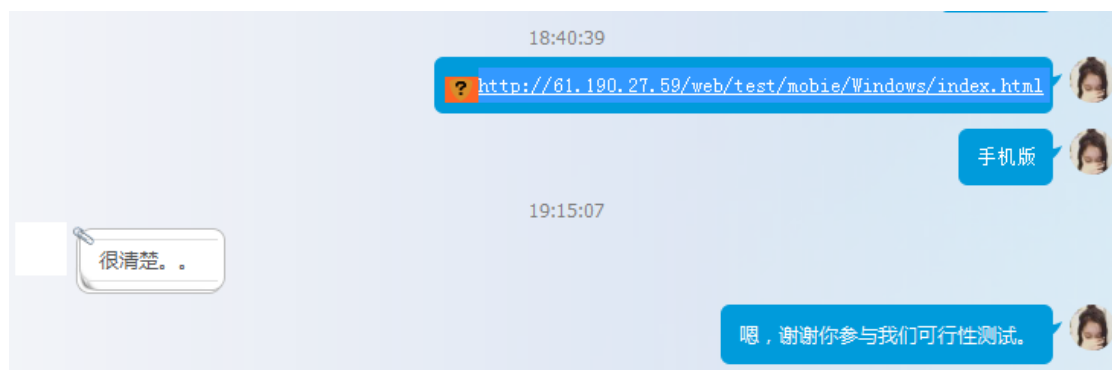 18:40:39
http://61.190.27.59/web/test/mobie/Windows/index.html
手机版
19:15:07
很清楚。。
嗯，谢谢你参与我们可行性测试。